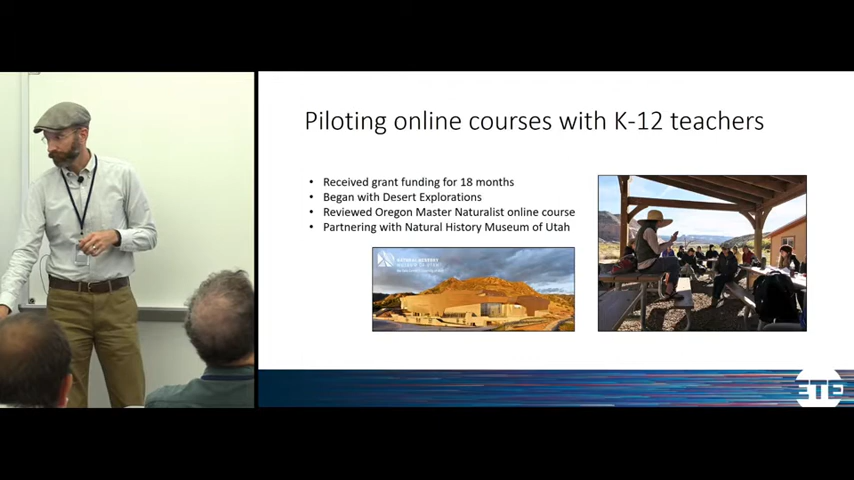 Piloting online courses with K-12 teachers
• Received grant funding for 18 months
• Began with Desert Explorations
• Reviewed Oregon Master Naturalist online course
• Partnering with Natural History Museum of Utah
NATURAL HISTORY
MUSEUM OF UTAH
ETE